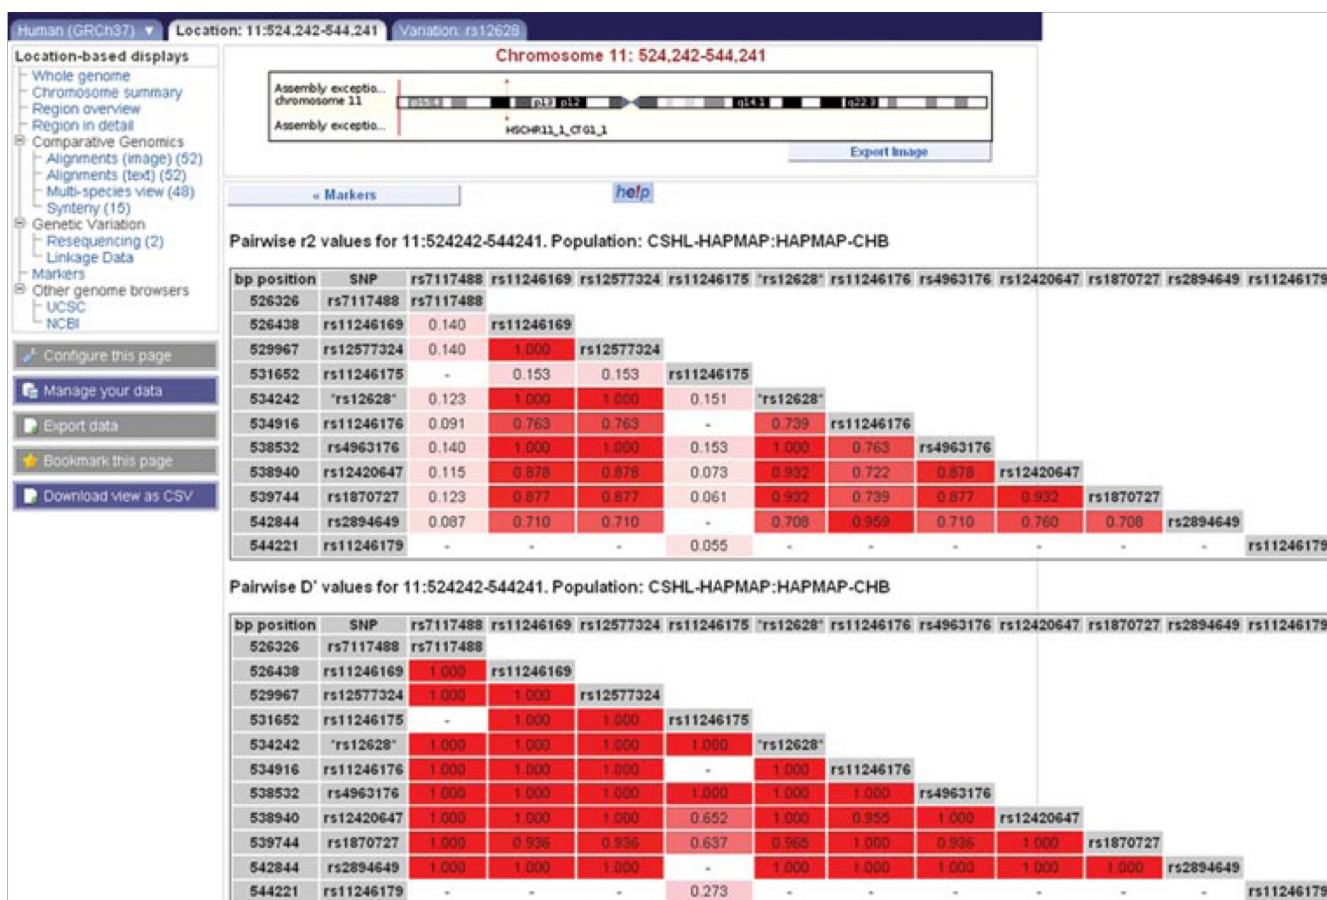 Human (GRCh37) ▼ Location: 11:524,242-544,241 Variation: rs12628
Location-based displays
Whole genome
Chromosome summary
Region overview
Region in detail
Comparative Genomics
Alignments (image) (52)
Alignments (text) (52)
Multi-species view (48)
Synteny (15)
Genetic Variation
Resequencing (2)
Linkage Data
Markers
Other genome browsers
UCSC
NCBI
Configure this page
Manage your data
Export data
Bookmark this page
Download view as CSV
Chromosome 11: 524,242-544,241
Assembly exceptio...
chromosome 11 p15.4 p13 p12 q14.1 q22.3
Assembly exceptio... HSCHR11_1_CTG1_1
Export Image
« Markers help
Pairwise r2 values for 11:524242-544241. Population: CSHL-HAPMAP:HAPMAP-CHB
bp position SNP rs7117488 rs11246169 rs12577324 rs11246175 *rs12628* rs11246176 rs4963176 rs12420647 rs1870727 rs2894649 rs11246179
526326 rs7117488 rs7117488
526438 rs11246169 0.140 rs11246169
529967 rs12577324 0.140 1.000 rs12577324
531652 rs11246175 - 0.153 0.153 rs11246175
534242 *rs12628* 0.123 1.000 1.000 0.151 *rs12628*
534916 rs11246176 0.091 0.763 0.763 - 0.739 rs11246176
538532 rs4963176 0.140 1.000 1.000 0.153 1.000 0.763 rs4963176
538940 rs12420647 0.115 0.878 0.878 0.073 0.932 0.722 0.878 rs12420647
539744 rs1870727 0.123 0.877 0.877 0.061 0.932 0.739 0.877 0.932 rs1870727
542844 rs2894649 0.087 0.710 0.710 - 0.708 0.959 0.710 0.760 0.708 rs2894649
544221 rs11246179 - - - 0.055 - - - - - - rs11246179
Pairwise D' values for 11:524242-544241. Population: CSHL-HAPMAP:HAPMAP-CHB
bp position SNP rs7117488 rs11246169 rs12577324 rs11246175 *rs12628* rs11246176 rs4963176 rs12420647 rs1870727 rs2894649 rs11246179
526326 rs7117488 rs7117488
526438 rs11246169 1.000 rs11246169
529967 rs12577324 1.000 1.000 rs12577324
531652 rs11246175 - 1.000 1.000 rs11246175
534242 *rs12628* 1.000 1.000 1.000 1.000 *rs12628*
534916 rs11246176 1.000 1.000 1.000 - 1.000 rs11246176
538532 rs4963176 1.000 1.000 1.000 1.000 1.000 1.000 rs4963176
538940 rs12420647 1.000 1.000 1.000 0.652 1.000 0.955 1.000 rs12420647
539744 rs1870727 1.000 0.936 0.936 0.637 0.965 1.000 0.936 1.000 rs1870727
542844 rs2894649 1.000 1.000 1.000 - 1.000 1.000 1.000 1.000 1.000 rs2894649
544221 rs11246179 - - - 0.273 - - - - - - rs11246179